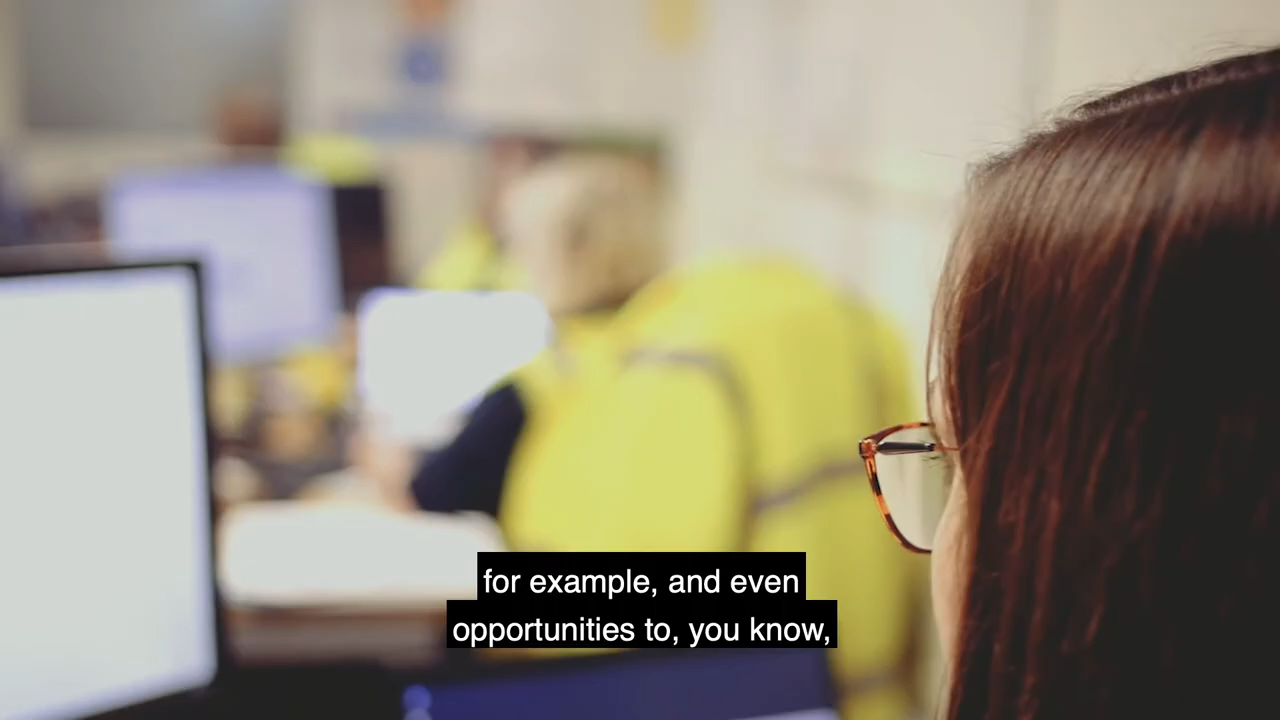 for example, and even
opportunities to, you know,